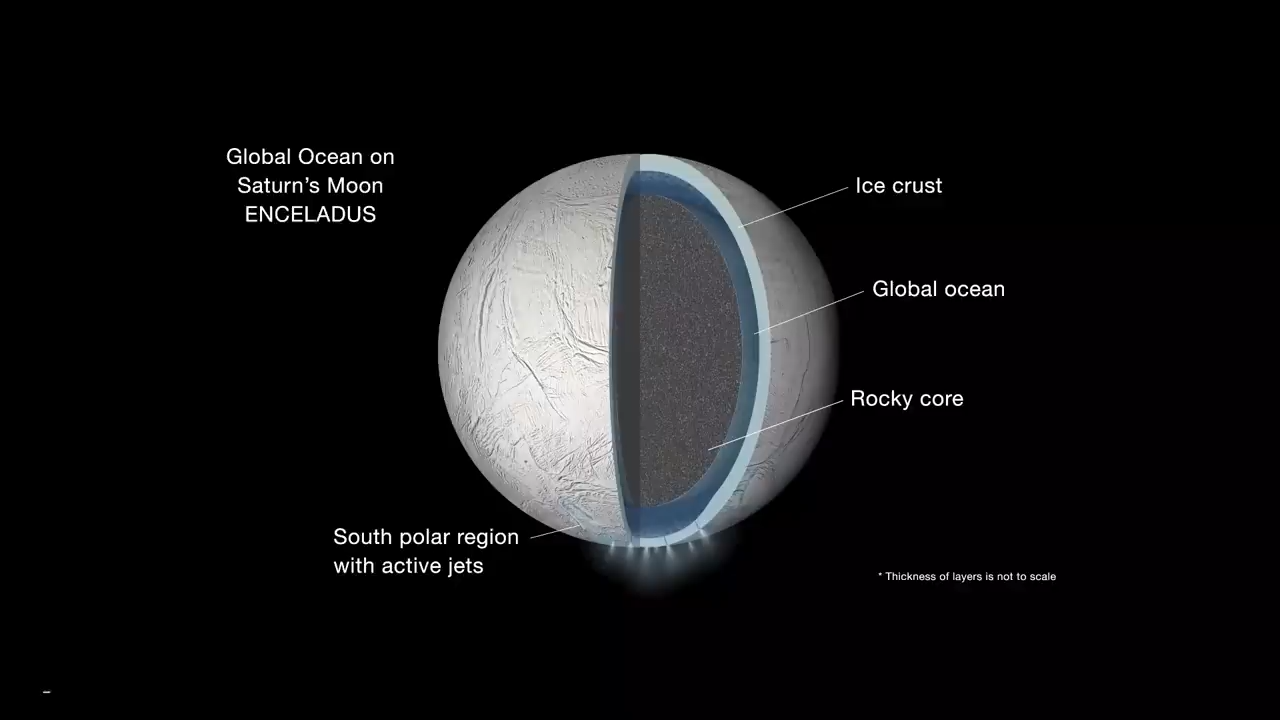 Global Ocean on
Saturn’s Moon
ENCELADUS
Ice crust
Global ocean
Rocky core
South polar region
with active jets
* Thickness of layers is not to scale